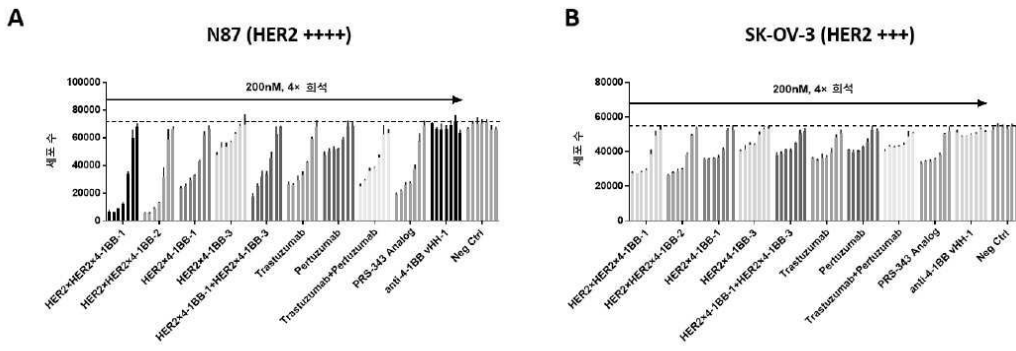 A
N87 (HER2 ++++)
200nM, 4× 희석
세포 수
100000
80000
60000
40000
20000
0
HER2×HER2×4-1BB-1
HER2×HER2×4-1BB-2
HER2×4-1BB-1
HER2×4-1BB-3
HER2×4-1BB-1+HER2×4-1BB-3
Trastuzumab
Pertuzumab
Trastuzumab+Pertuzumab
PRS-343 Analog
anti-4-1BB vHH-1
Neg Ctrl
B
SK-OV-3 (HER2 +++)
200nM, 4× 희석
세포 수
80000
60000
40000
20000
0
HER2×HER2×4-1BB-1
HER2×HER2×4-1BB-2
HER2×4-1BB-1
HER2×4-1BB-3
HER2×4-1BB-1+HER2×4-1BB-3
Trastuzumab
Pertuzumab
Trastuzumab+Pertuzumab
PRS-343 Analog
anti-4-1BB vHH-1
Neg Ctrl